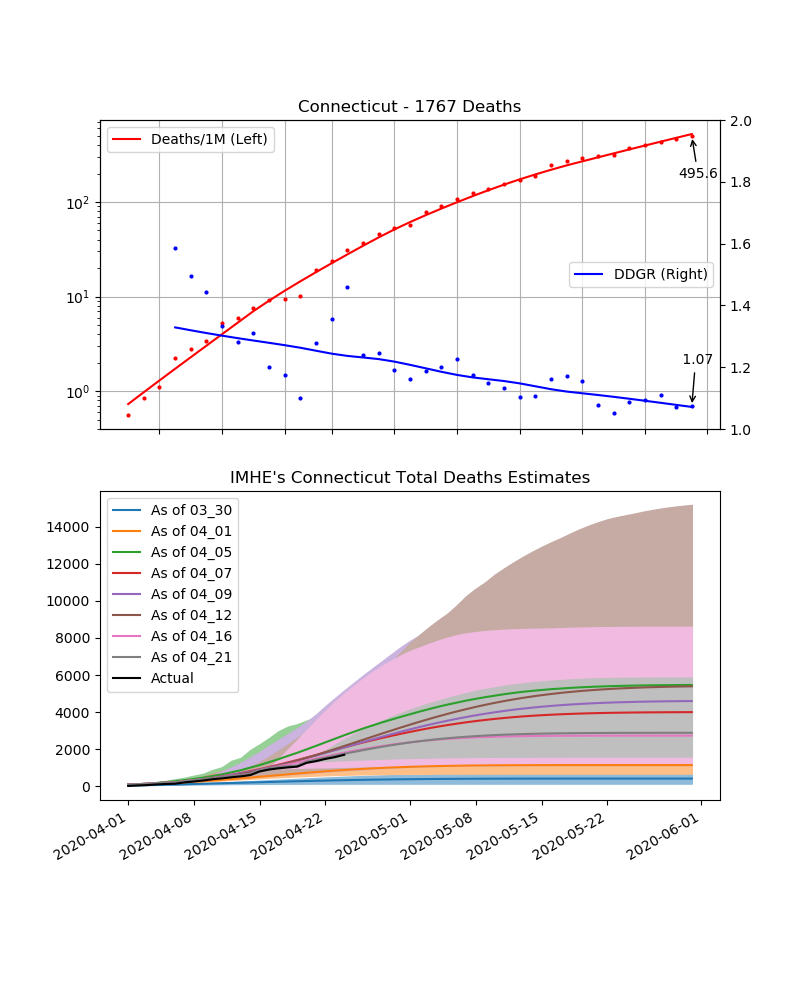 Connecticut - 1767 Deaths
Deaths/1M (Left)
DDGR (Right)
495.6
1.07
10²
10¹
10⁰
2.0
1.8
1.6
1.4
1.2
1.0
IMHE's Connecticut Total Deaths Estimates
As of 03_30
As of 04_01
As of 04_05
As of 04_07
As of 04_09
As of 04_12
As of 04_16
As of 04_21
Actual
14000
12000
10000
8000
6000
4000
2000
0
2020-04-01
2020-04-08
2020-04-15
2020-04-22
2020-05-01
2020-05-08
2020-05-15
2020-05-22
2020-06-01